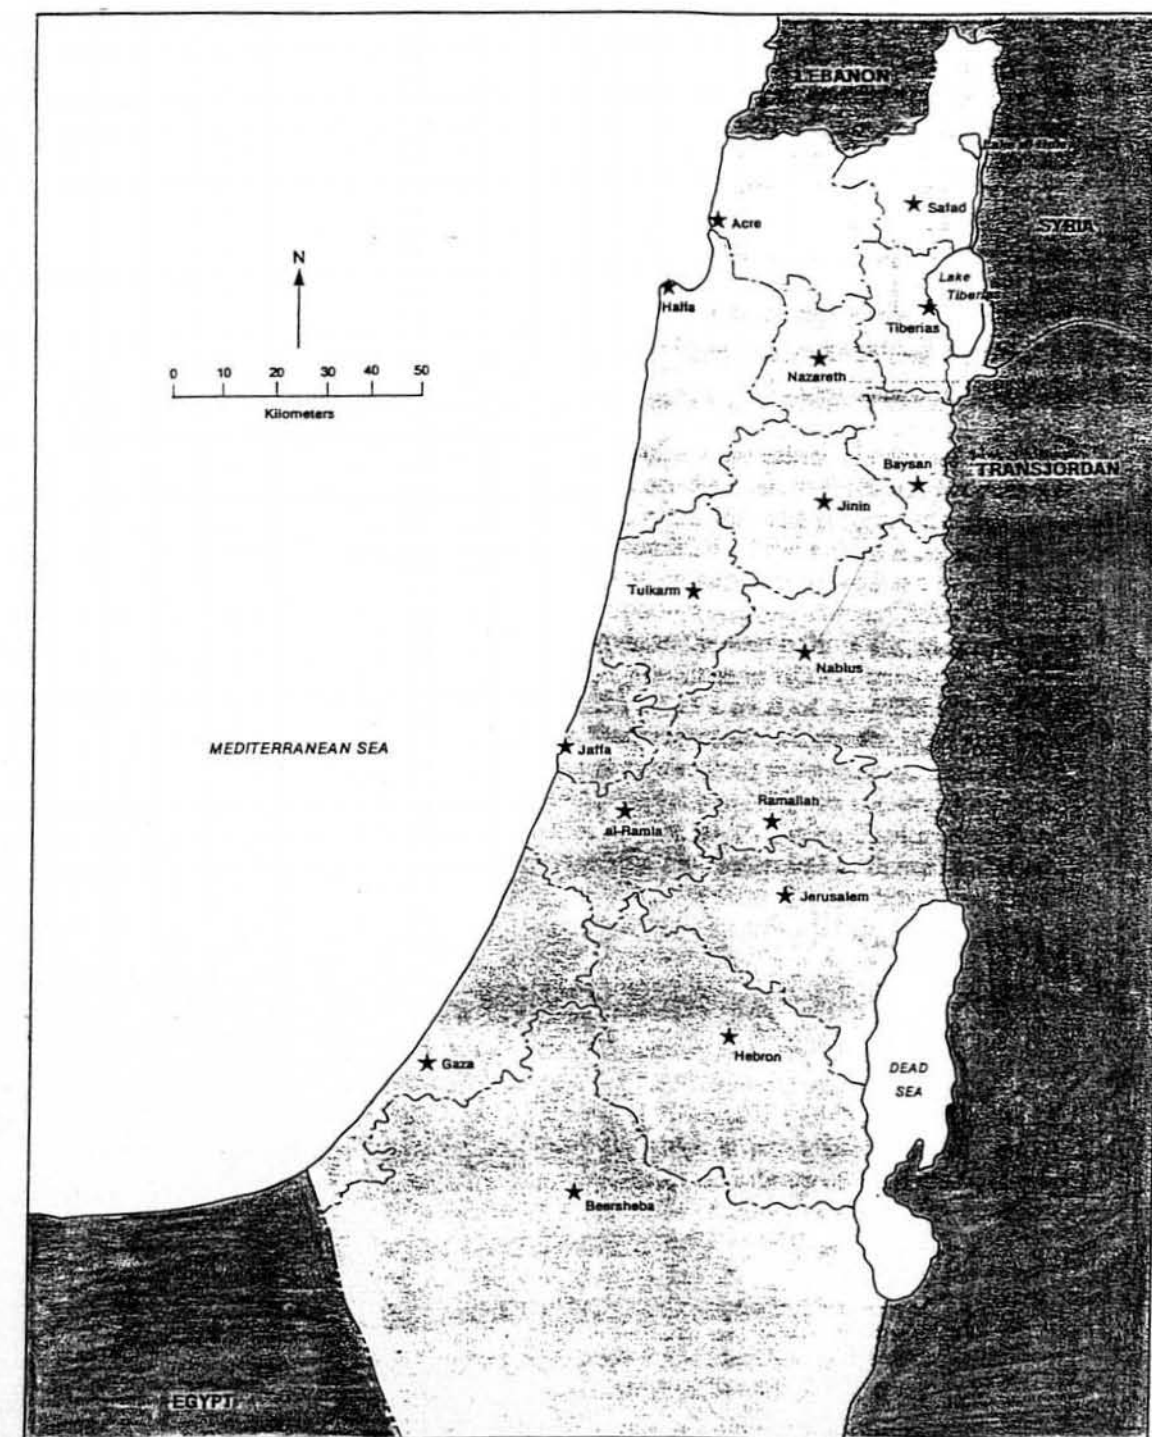 LEBANON
Safad
SYRIA
Acre
N
Lake
Tiberias
Haifa
Tiberias
0 10 20 30 40 50
Kilometers
Nazareth
Baysan
TRANSJORDAN
Jinin
Tulkarm
Nablus
MEDITERRANEAN SEA
Jaffa
Ramallah
al-Ramla
Jerusalem
Hebron
Gaza
DEAD
SEA
Beersheba
EGYPT